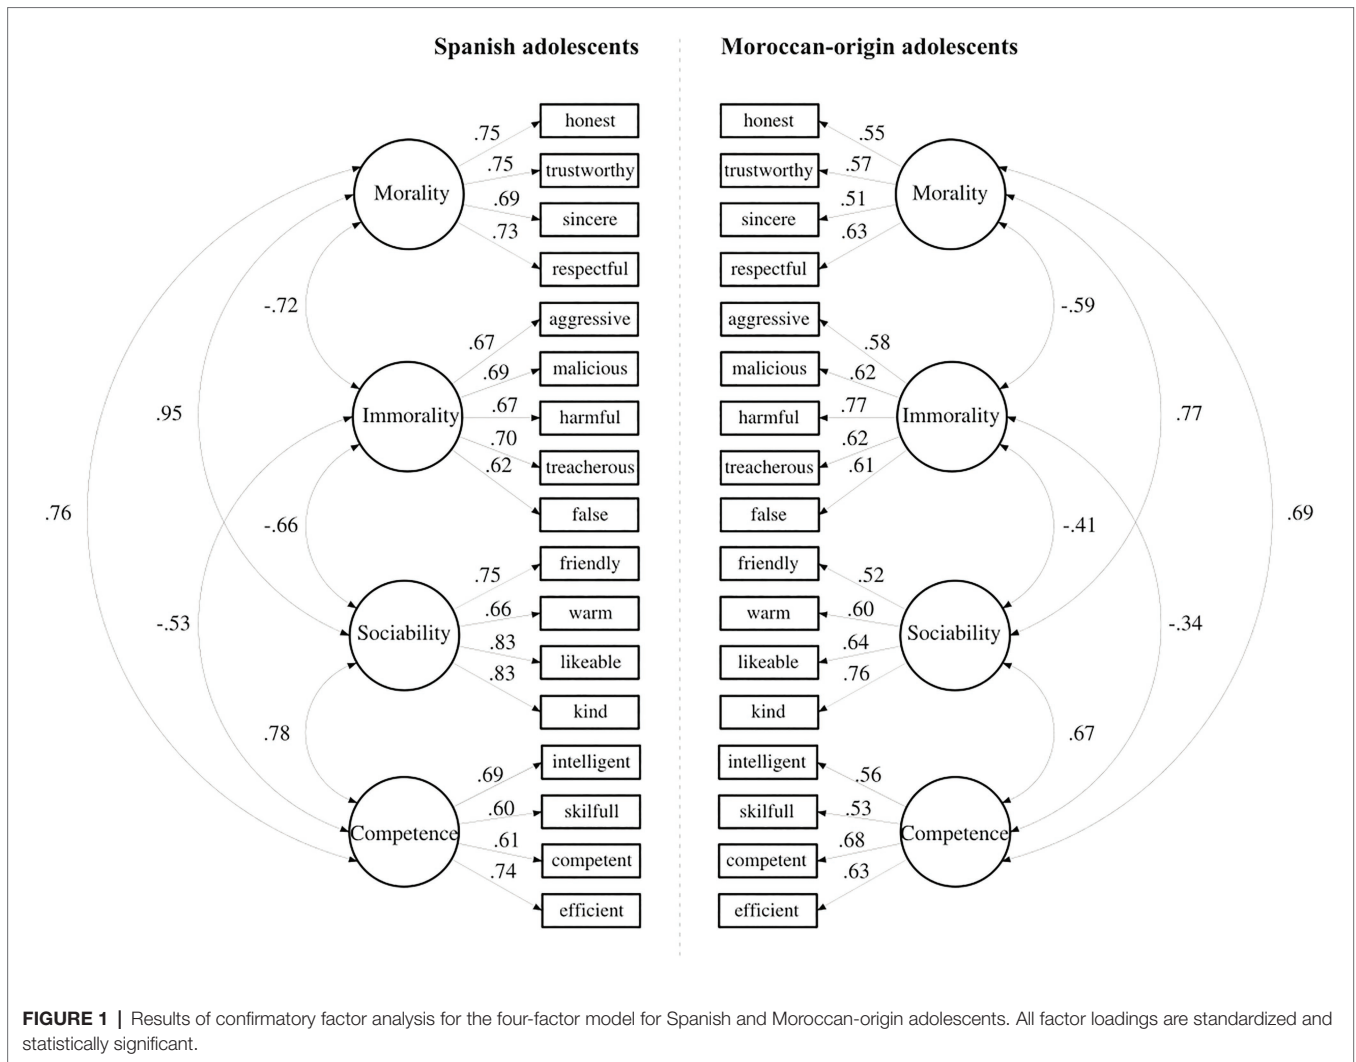 Spanish adolescents
Moroccan-origin adolescents
.75
honest
.75
trustworthy
.69
sincere
.73
respectful
Morality
-.72
.67
aggressive
.69
malicious
.67
harmful
.70
treacherous
.62
false
Immorality
.95
.76
-.66
-.53
.75
friendly
.66
warm
.83
likeable
.83
kind
Sociability
.78
.69
intelligent
.60
skilfull
.61
competent
.74
efficient
Competence
honest
.55
trustworthy
.57
sincere
.51
respectful
.63
Morality
-.59
aggressive
.58
malicious
.62
harmful
.77
treacherous
.62
false
.61
Immorality
.77
.69
-.41
-.34
friendly
.52
warm
.60
likeable
.64
kind
.76
Sociability
.67
intelligent
.56
skilfull
.53
competent
.68
efficient
.63
Competence
FIGURE 1 | Results of confirmatory factor analysis for the four-factor model for Spanish and Moroccan-origin adolescents. All factor loadings are standardized and
statistically significant.